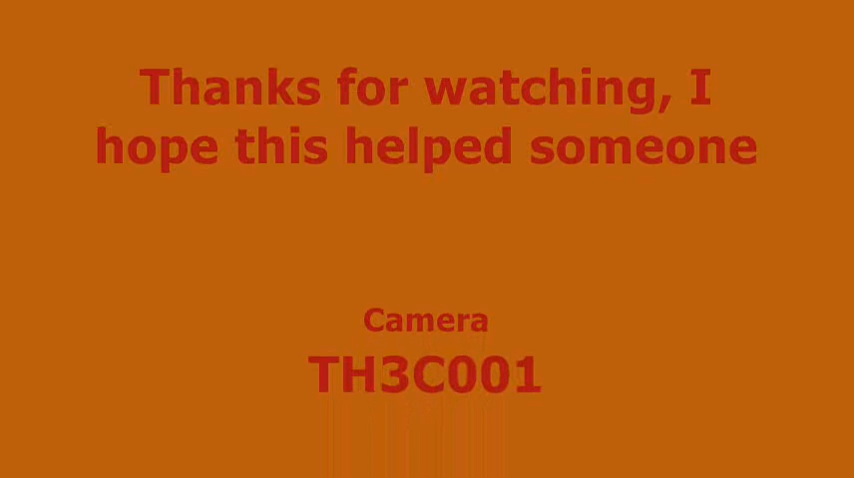 Thanks for watching, I
hope this helped someone
Camera
TH3C001